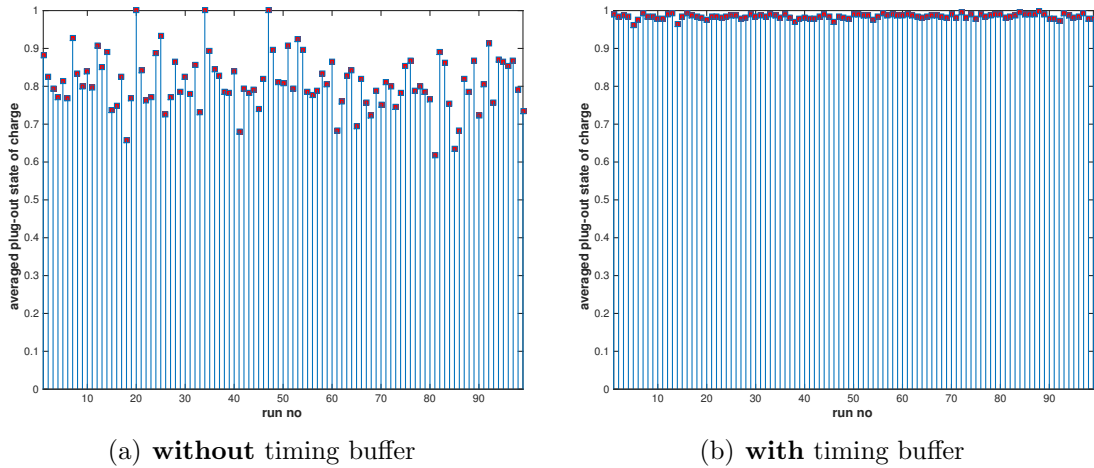 1
0.9
0.8
0.7
0.6
0.5
0.4
0.3
0.2
0.1
0
averaged plug-out state of charge
10 20 30 40 50 60 70 80 90
run no
(a) without timing buffer
1
0.9
0.8
0.7
0.6
0.5
0.4
0.3
0.2
0.1
0
averaged plug-out state of charge
10 20 30 40 50 60 70 80 90
run no
(b) with timing buffer